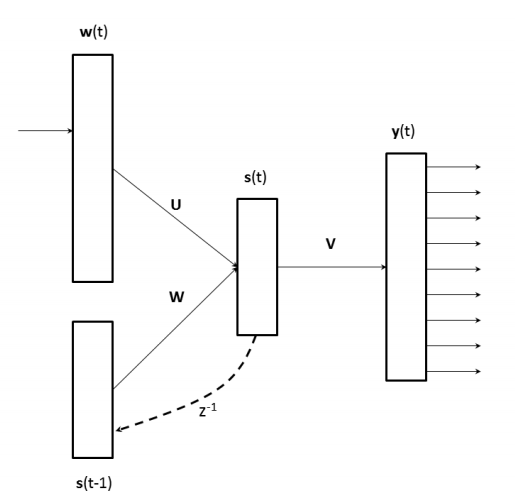 w(t)
y(t)
s(t)
U
V
W
z-1
s(t-1)